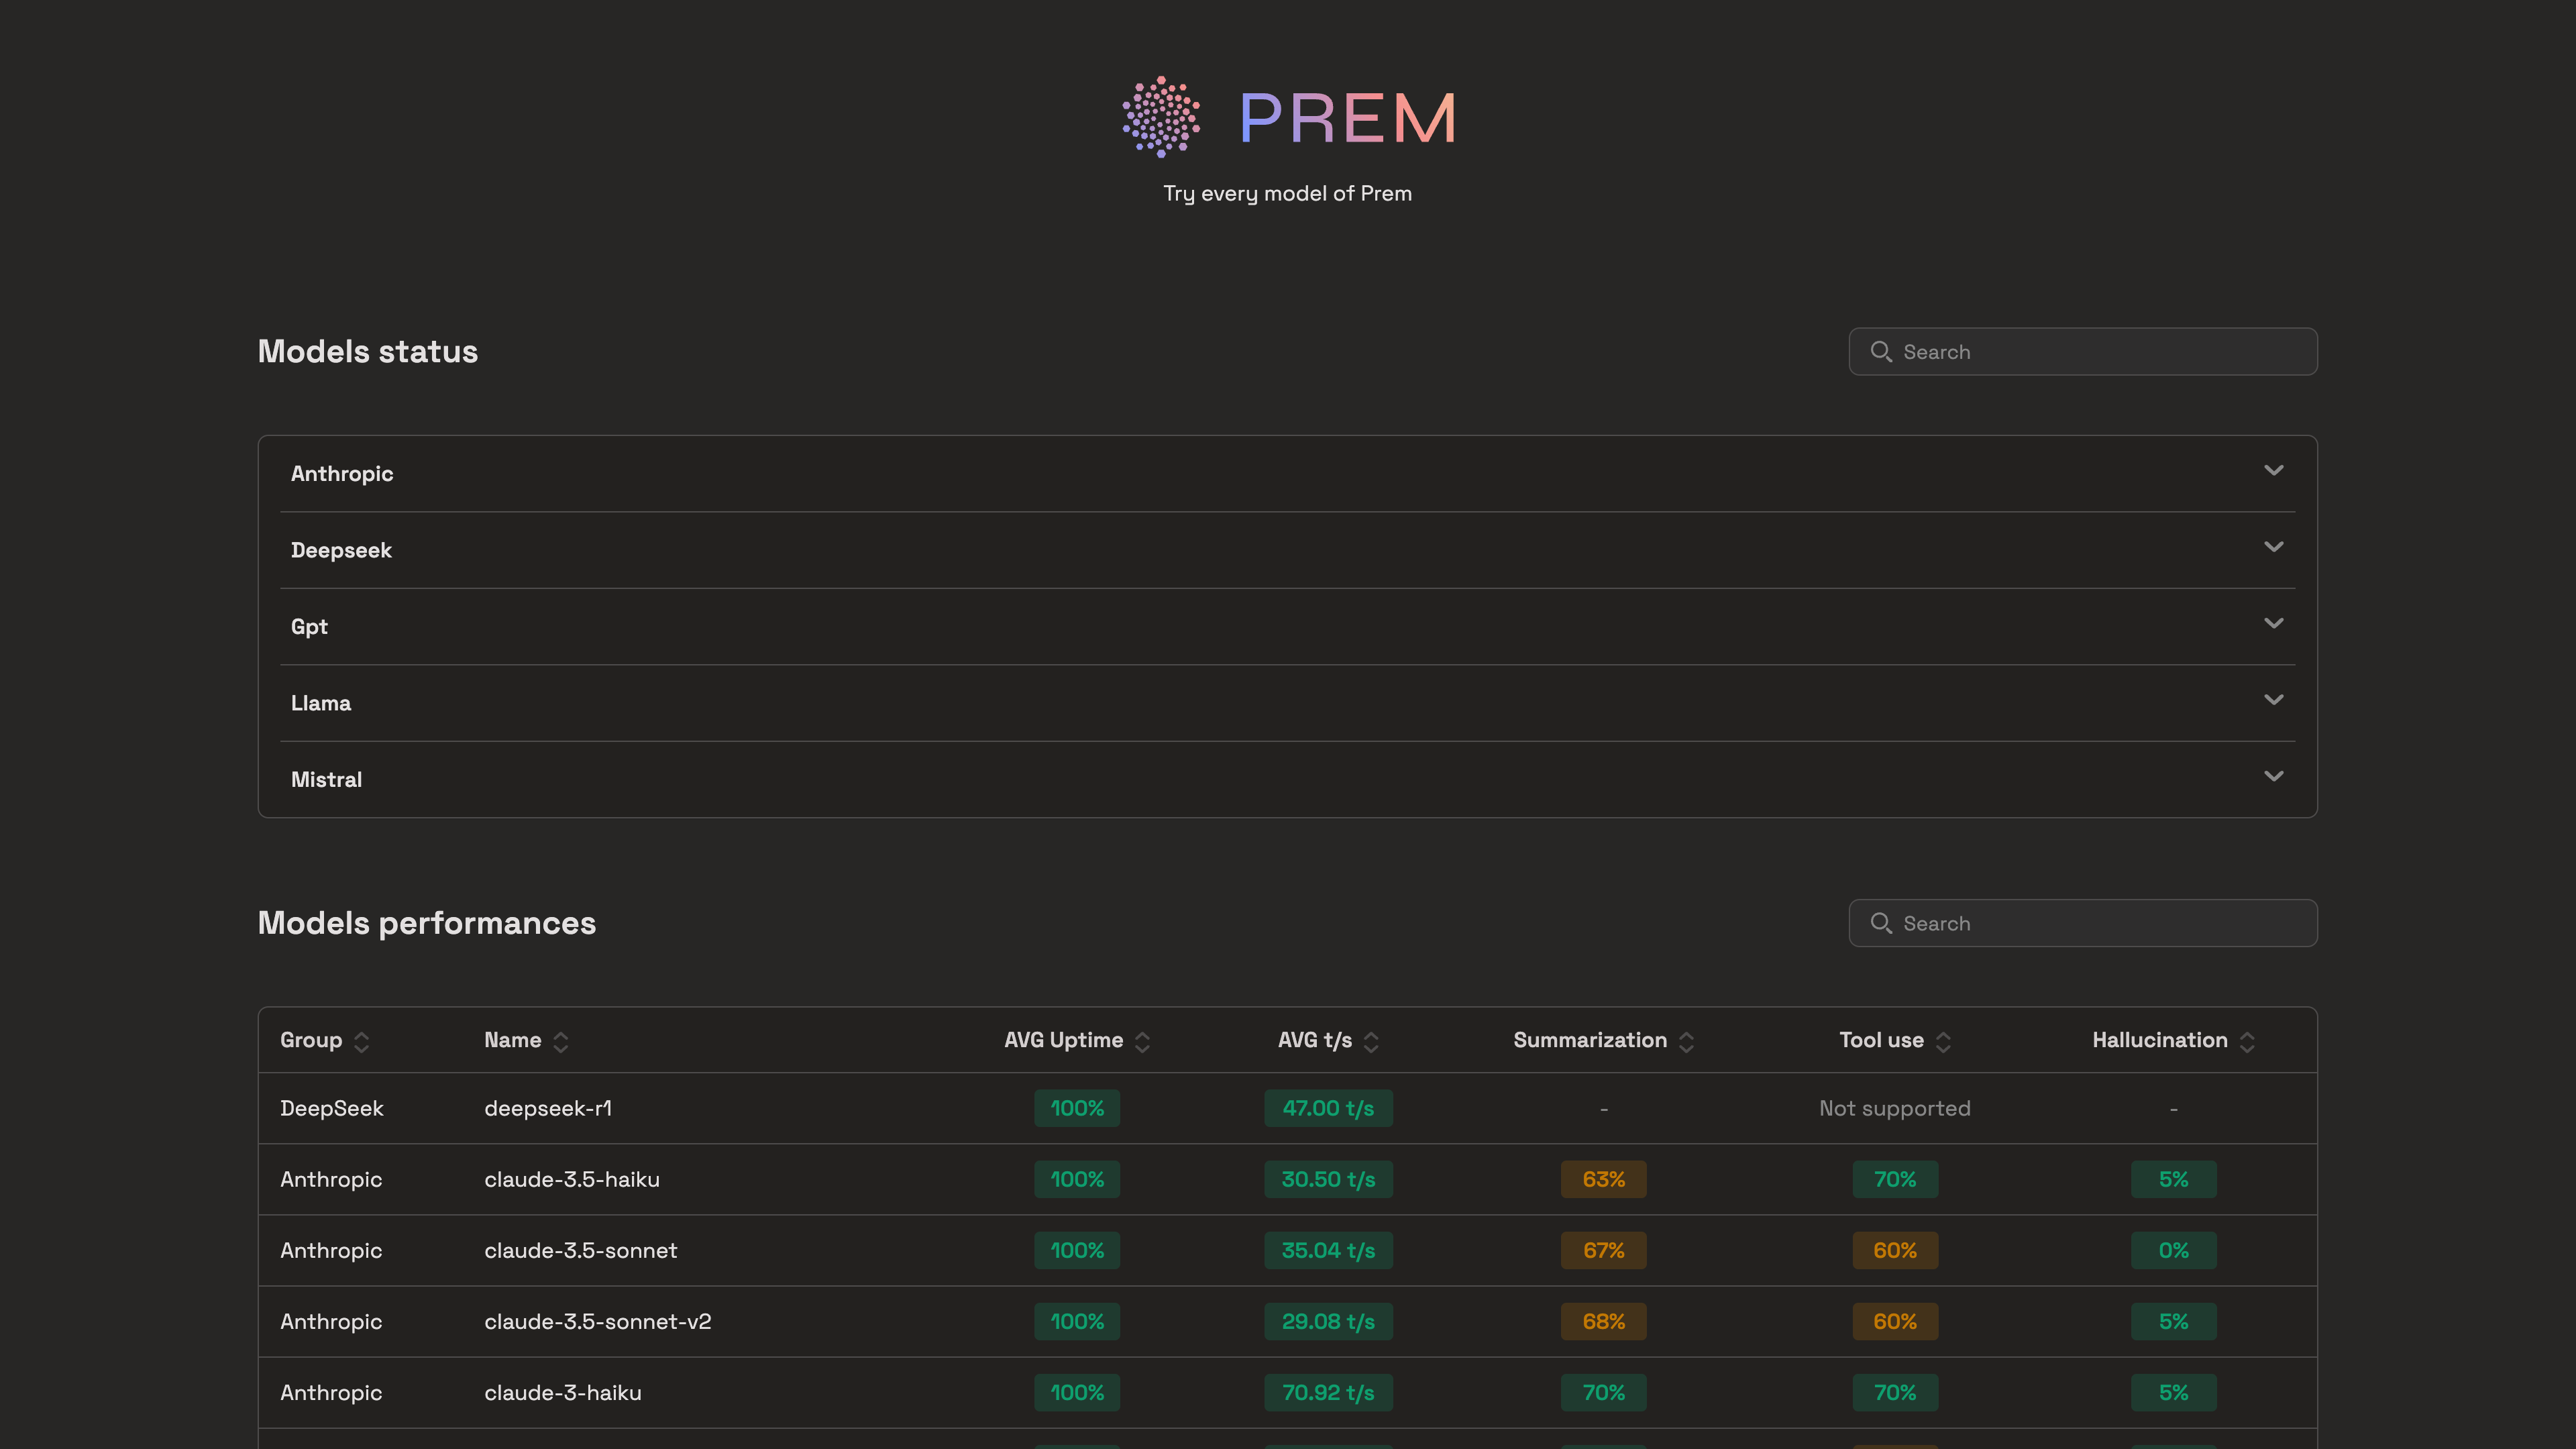 PREM
Try every model of Prem
Models status
Search
Anthropic
Deepseek
Gpt
Llama
Mistral
Models performances
Search
Group Name AVG Uptime AVG t/s Summarization Tool use Hallucination
DeepSeek deepseek-r1 100% 47.00 t/s - Not supported -
Anthropic claude-3.5-haiku 100% 30.50 t/s 63% 70% 5%
Anthropic claude-3.5-sonnet 100% 35.04 t/s 67% 60% 0%
Anthropic claude-3.5-sonnet-v2 100% 29.08 t/s 68% 60% 5%
Anthropic claude-3-haiku 100% 70.92 t/s 70% 70% 5%